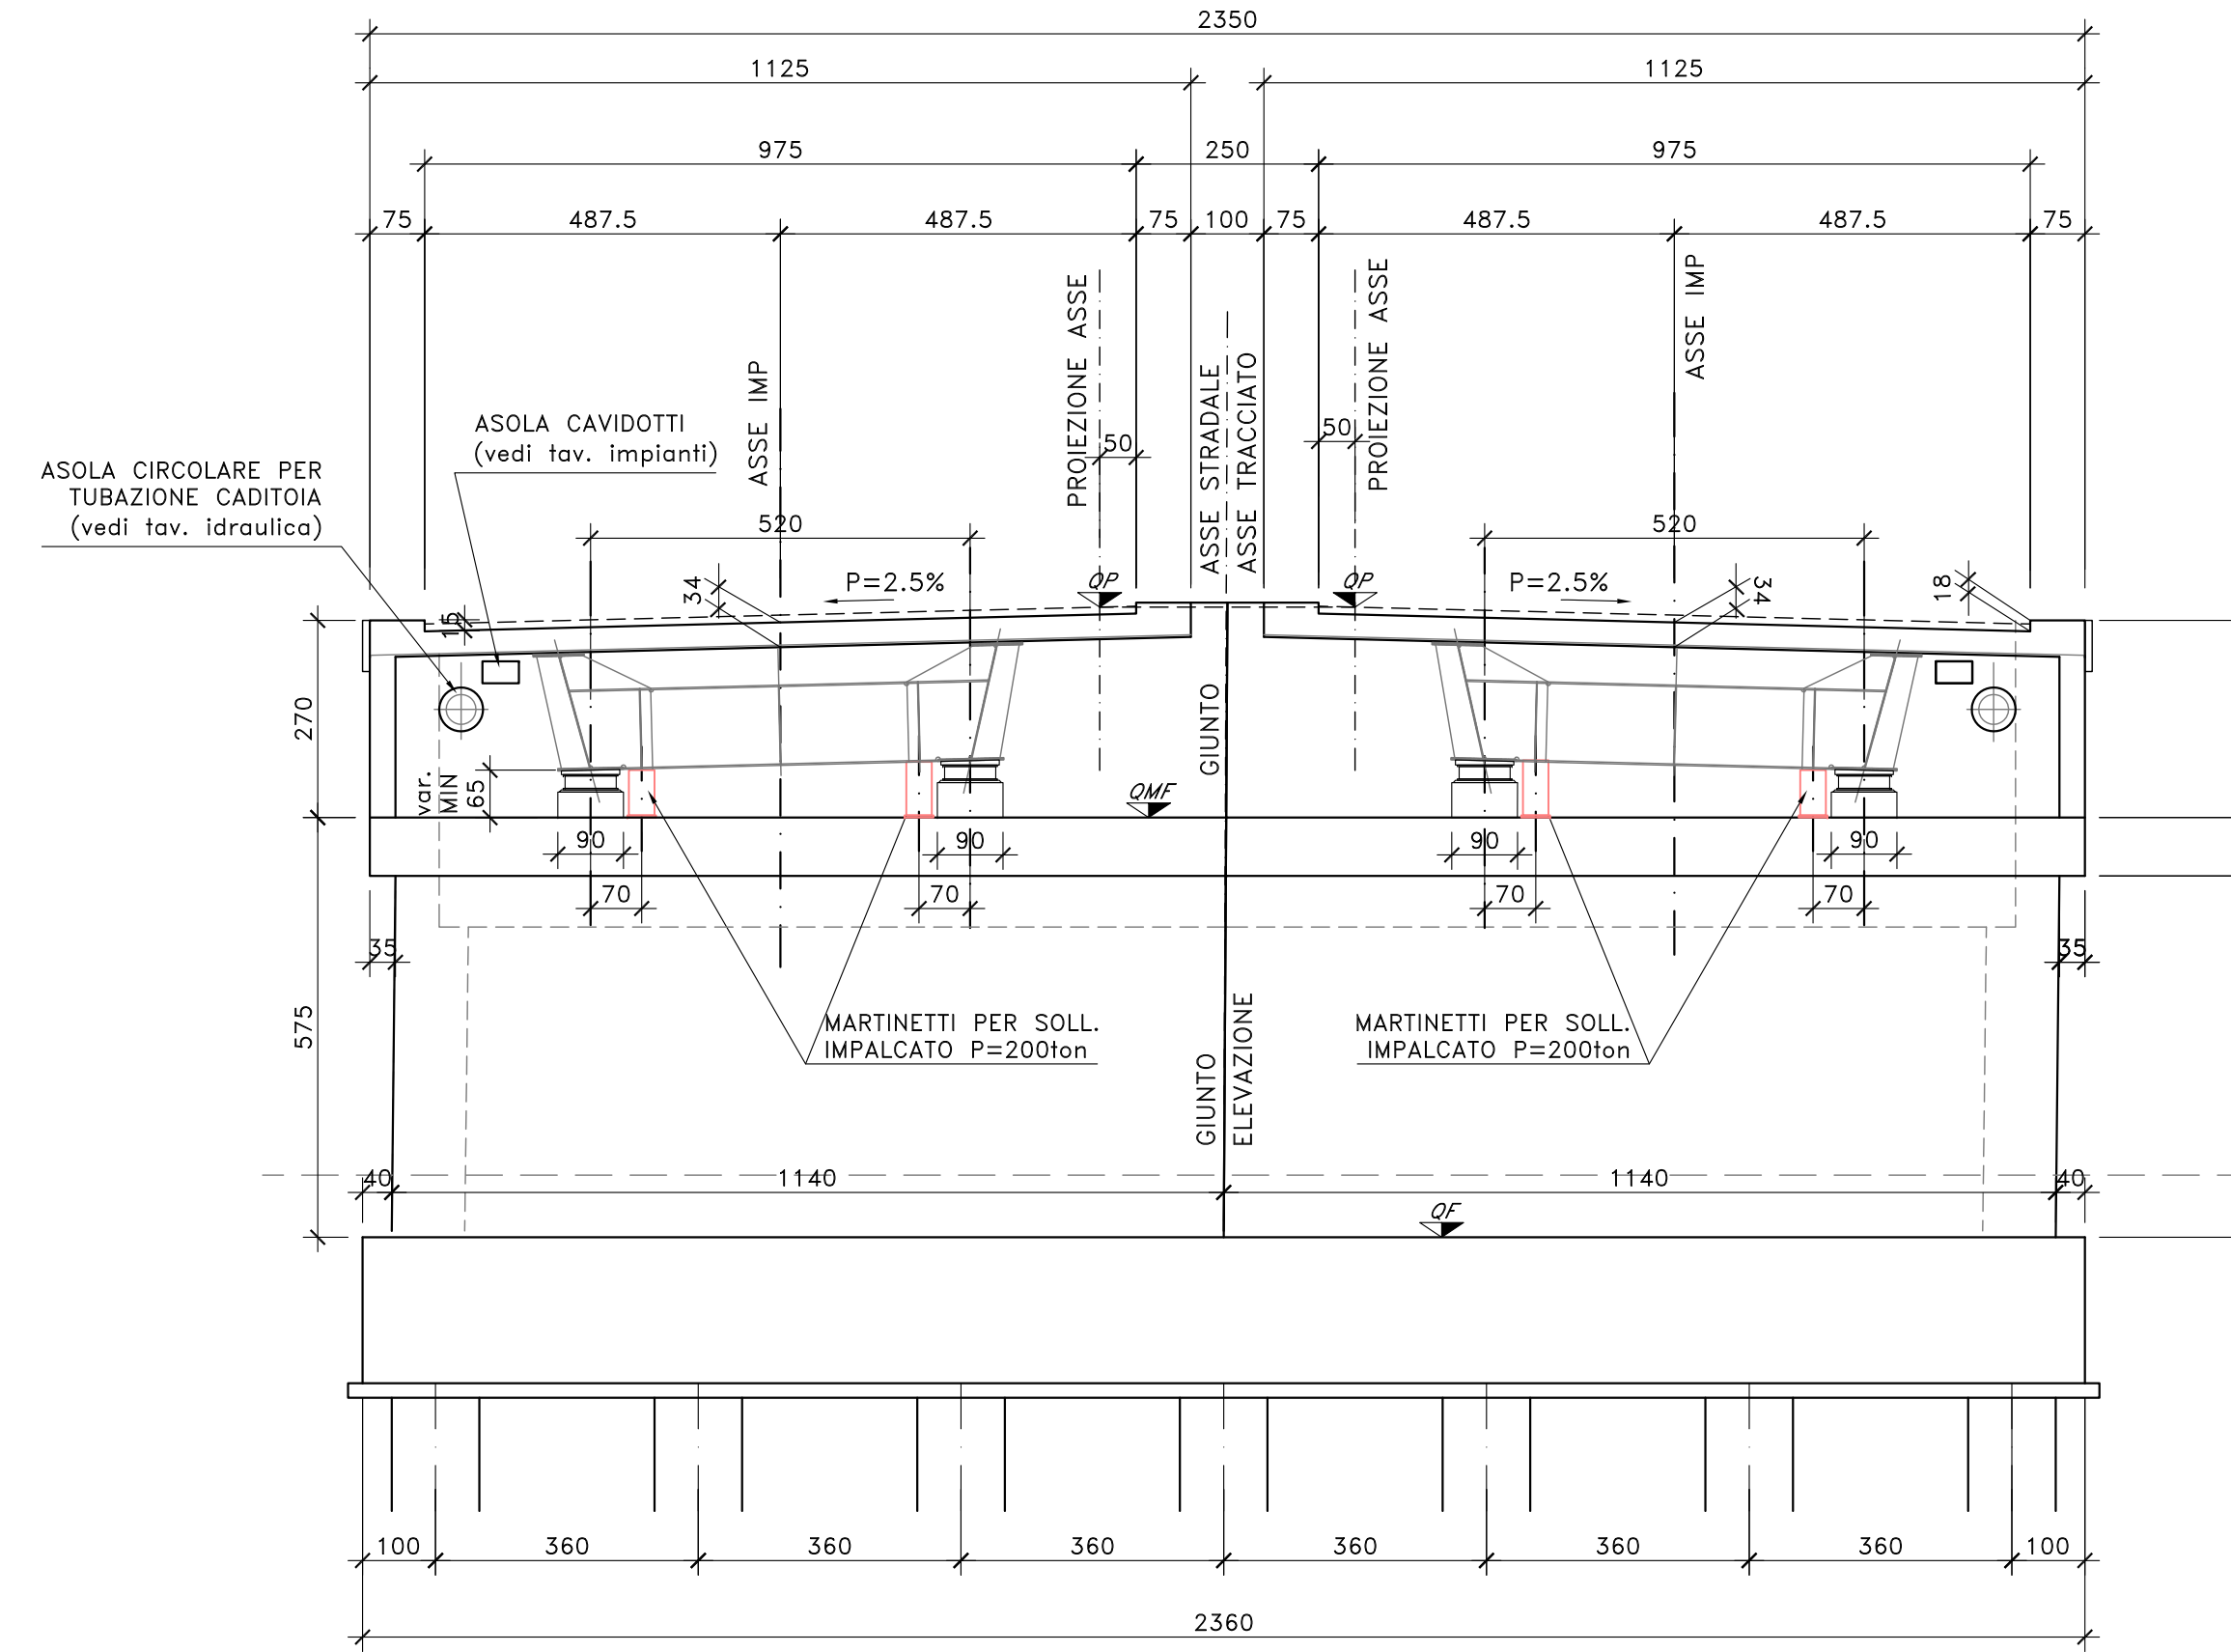 2350
1125 1125
975 250 975
75 487.5 487.5 75 100 75 487.5 487.5 75
PROIEZIONE ASSE
PROIEZIONE ASSE
ASSE IMP
ASSE IMP
ASSE STRADALE
ASSE TRACCIATO
ASOLA CAVIDOTTI
(vedi tav. impianti)
50 50
ASOLA CIRCOLARE PER
TUBAZIONE CADITOIA
(vedi tav. idraulica)
520 520
34 P=2.5% QP QP P=2.5% 34 18
15
270
GIUNTO
var.
MIN
65
QMF
90 90 90 90
70 70 70 70
35 35
575
MARTINETTI PER SOLL.
IMPALCATO P=200ton
MARTINETTI PER SOLL.
IMPALCATO P=200ton
GIUNTO
ELEVAZIONE
40 1140 1140 40
QF
100 360 360 360 360 360 360 100
2360